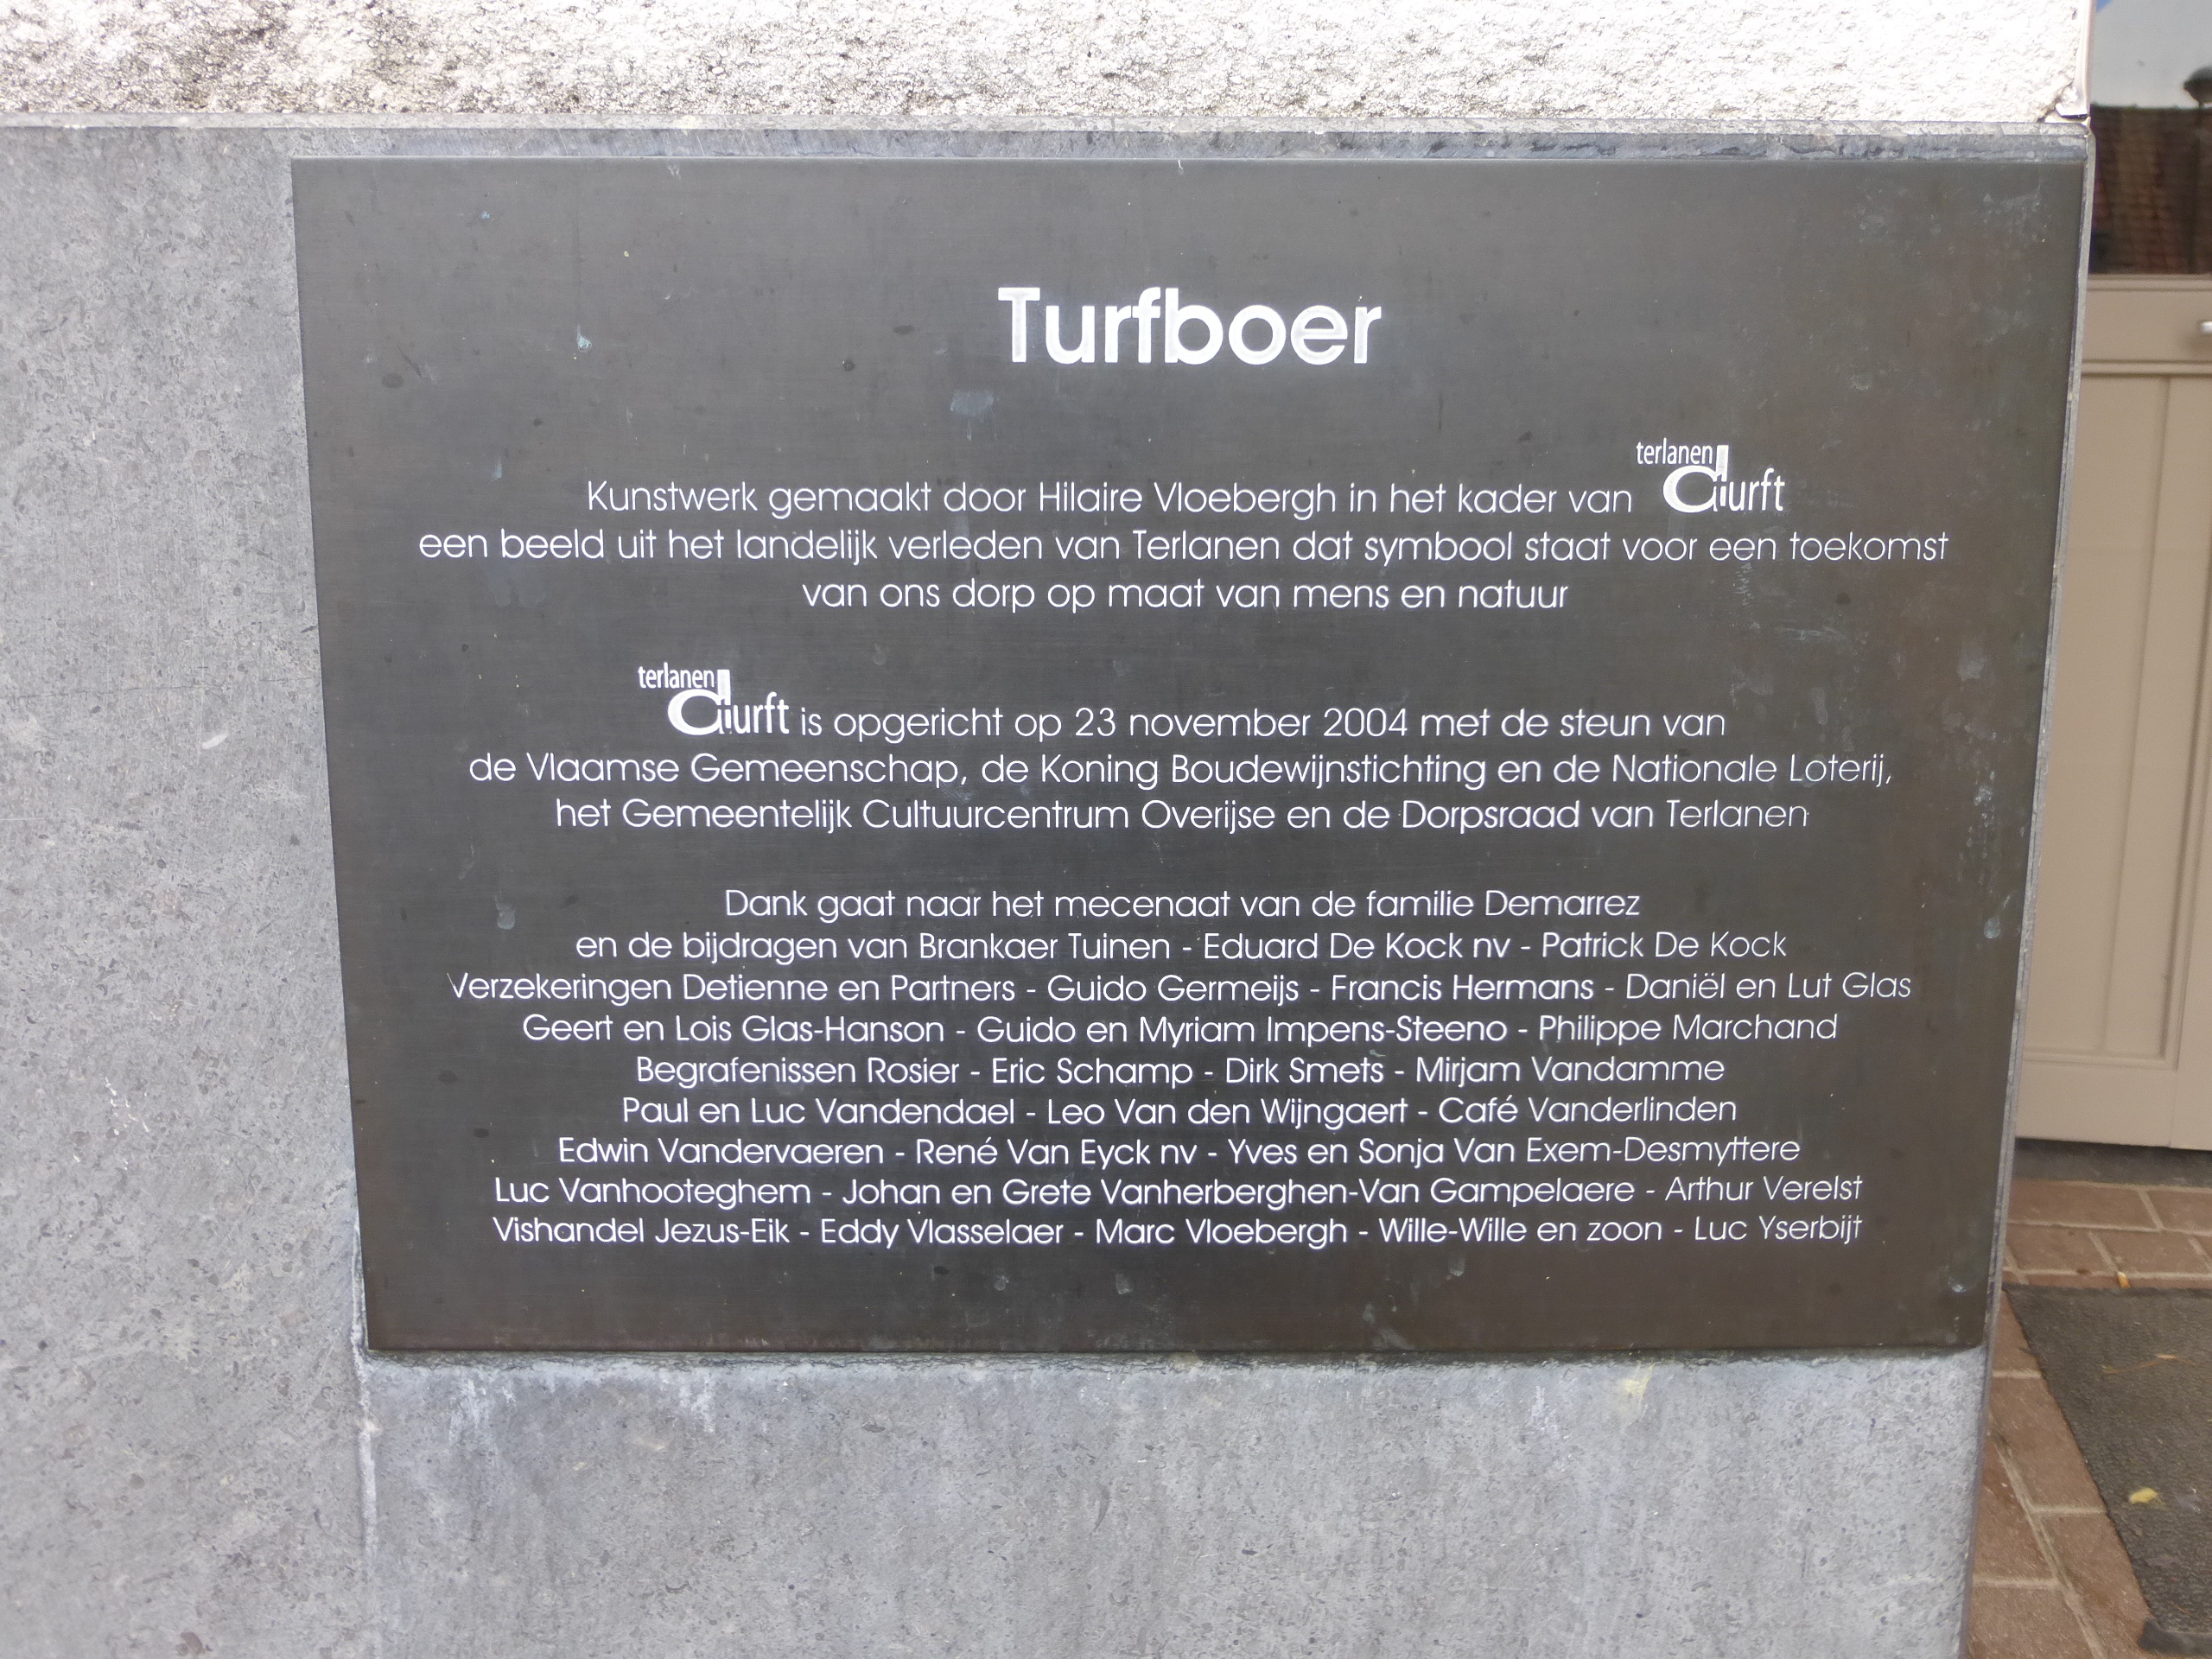 Turfboer
Kunstwerk gemaakt door Hilaire Vloebergh in het kader van terlanen durft
een beeld uit het landelijk verleden van Terlanen dat symbool staat voor een toekomst
van ons dorp op maat van mens en natuur
terlanen durft is opgericht op 23 november 2004 met de steun van
de Vlaamse Gemeenschap, de Koning Boudewijnstichting en de Nationale Loterij,
het Gemeentelijk Cultuurcentrum Overijse en de Dorpsraad van Terlanen
Dank gaat naar het mecenaat van de familie Demarrez
en de bijdragen van Brankaer Tuinen - Eduard De Kock nv - Patrick De Kock
Verzekeringen Detienne en Partners - Guido Germeijs - Francis Hermans - Daniël en Lut Glas
Geert en Lois Glas-Hanson - Guido en Myriam Impens-Steeno - Philippe Marchand
Begrafenissen Rosier - Eric Schamp - Dirk Smets - Mirjam Vandamme
Paul en Luc Vandendael - Leo Van den Wijngaert - Café Vanderlinden
Edwin Vandervaeren - René Van Eyck nv - Yves en Sonja Van Exem-Desmyttere
Luc Vanhooteghem - Johan en Grete Vanherberghen-Van Gampelaere - Arthur Verelst
Vishandel Jezus-Eik - Eddy Vlasselaer - Marc Vloebergh - Wille-Wille en zoon - Luc Yserbijt